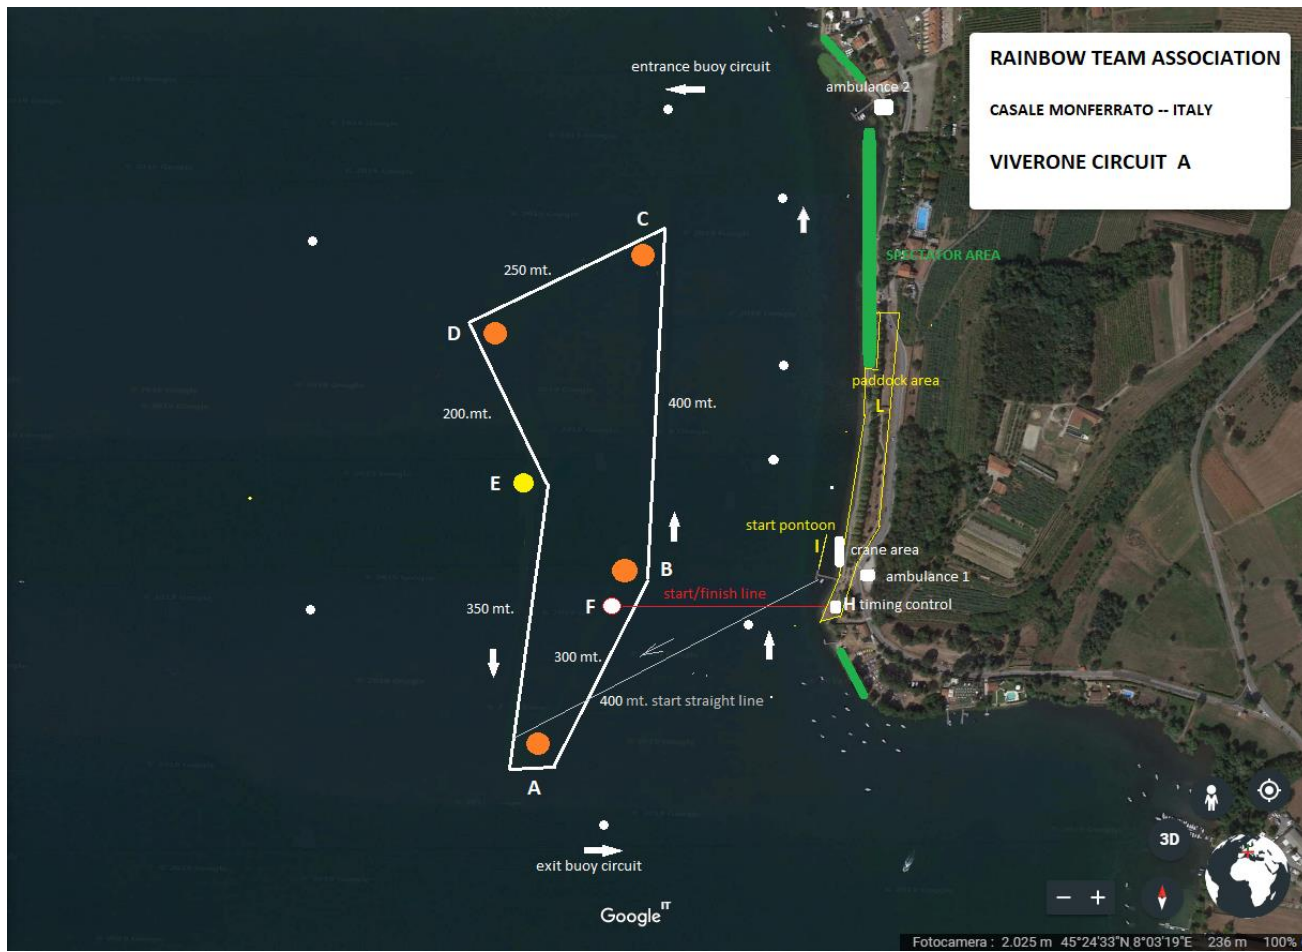 RAINBOW TEAM ASSOCIATION
CASALE MONFERRATO -- ITALY
VIVERONE CIRCUIT  A
entrance buoy circuit
ambulance 2
C
SPECTATOR AREA
250 mt.
D
paddock area
400 mt.
L
200.mt.
E
start pontoon
I
crane area
B
ambulance 1
start/finish line
F
H timing control
350 mt.
300 mt.
400 mt. start straight line
A
exit buoy circuit
3D
Google
IT
Fotocamera : 2.025 m 45°24'33"N 8°03'19"E 236 m 100%